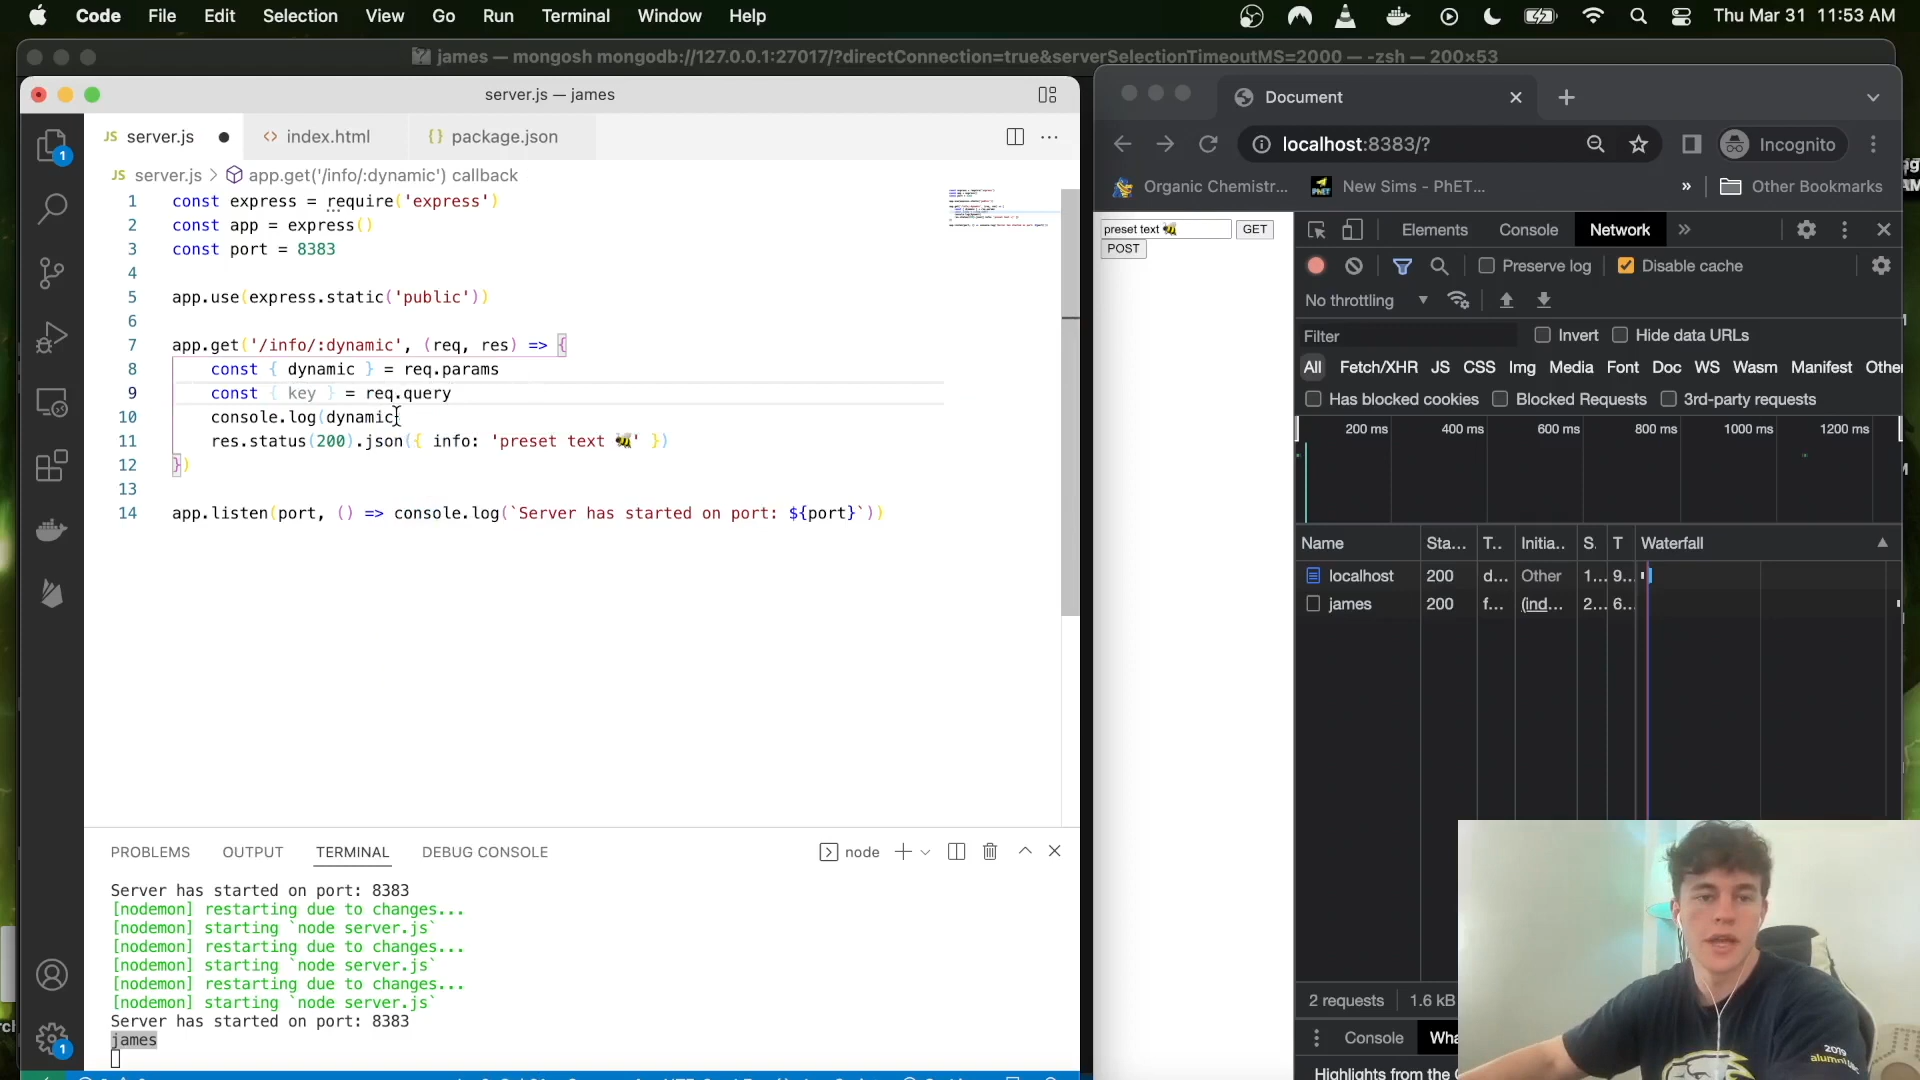 Code File Edit Selection View Go Run Terminal Window Help Thu Mar 31 11:53 AM
james — mongosh mongodb://127.0.0.1:27017/?directConnection=true&serverSelectionTimeoutMS=2000 — -zsh — 200×53
server.js — james
JS server.js <> index.html {} package.json
JS server.js > app.get('/info/:dynamic') callback
1 const express = require('express')
2 const app = express()
3 const port = 8383
4
5 app.use(express.static('public'))
6
7 app.get('/info/:dynamic', (req, res) => {
8 const { dynamic } = req.params
9 const { key } = req.query
10 console.log(dynamic)
11 res.status(200).json({ info: 'preset text 🐝' })
12 })
13
14 app.listen(port, () => console.log(`Server has started on port: ${port}`))
1
1
PROBLEMS OUTPUT TERMINAL DEBUG CONSOLE node
Server has started on port: 8383
[nodemon] restarting due to changes...
[nodemon] starting `node server.js`
[nodemon] restarting due to changes...
[nodemon] starting `node server.js`
[nodemon] restarting due to changes...
[nodemon] starting `node server.js`
Server has started on port: 8383
james
Document
localhost:8383/? Incognito
Organic Chemistr... New Sims - PhET... » Other Bookmarks
preset text 🐝 GET
POST
Elements Console Network »
Preserve log Disable cache
No throttling
Filter Invert Hide data URLs
All Fetch/XHR JS CSS Img Media Font Doc WS Wasm Manifest Other
Has blocked cookies Blocked Requests 3rd-party requests
200 ms 400 ms 600 ms 800 ms 1000 ms 1200 ms
Name Sta... T.. Initia.. S. T Waterfall
localhost 200 d... Other 1... 9...
james 200 f... (ind... 2... 6...
2 requests 1.6 kB
Console Wha
Highlights from the
2019
alumni